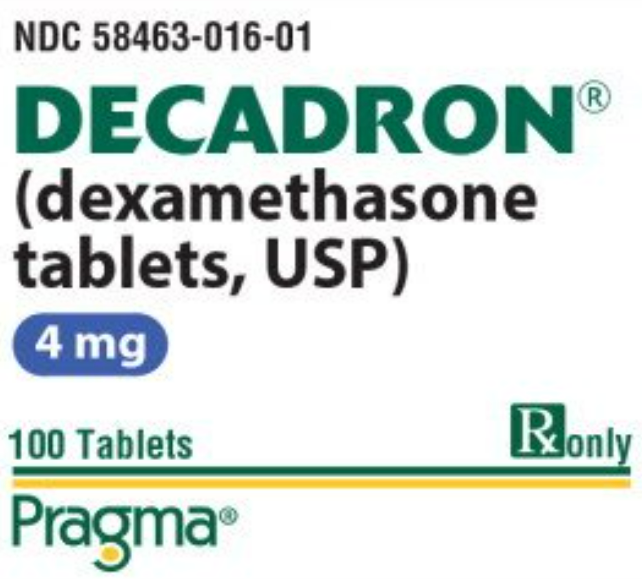 NDC 58463-016-01
DECADRON®
(dexamethasone
tablets, USP)
4 mg
100 Tablets
Rx only
Pragma®